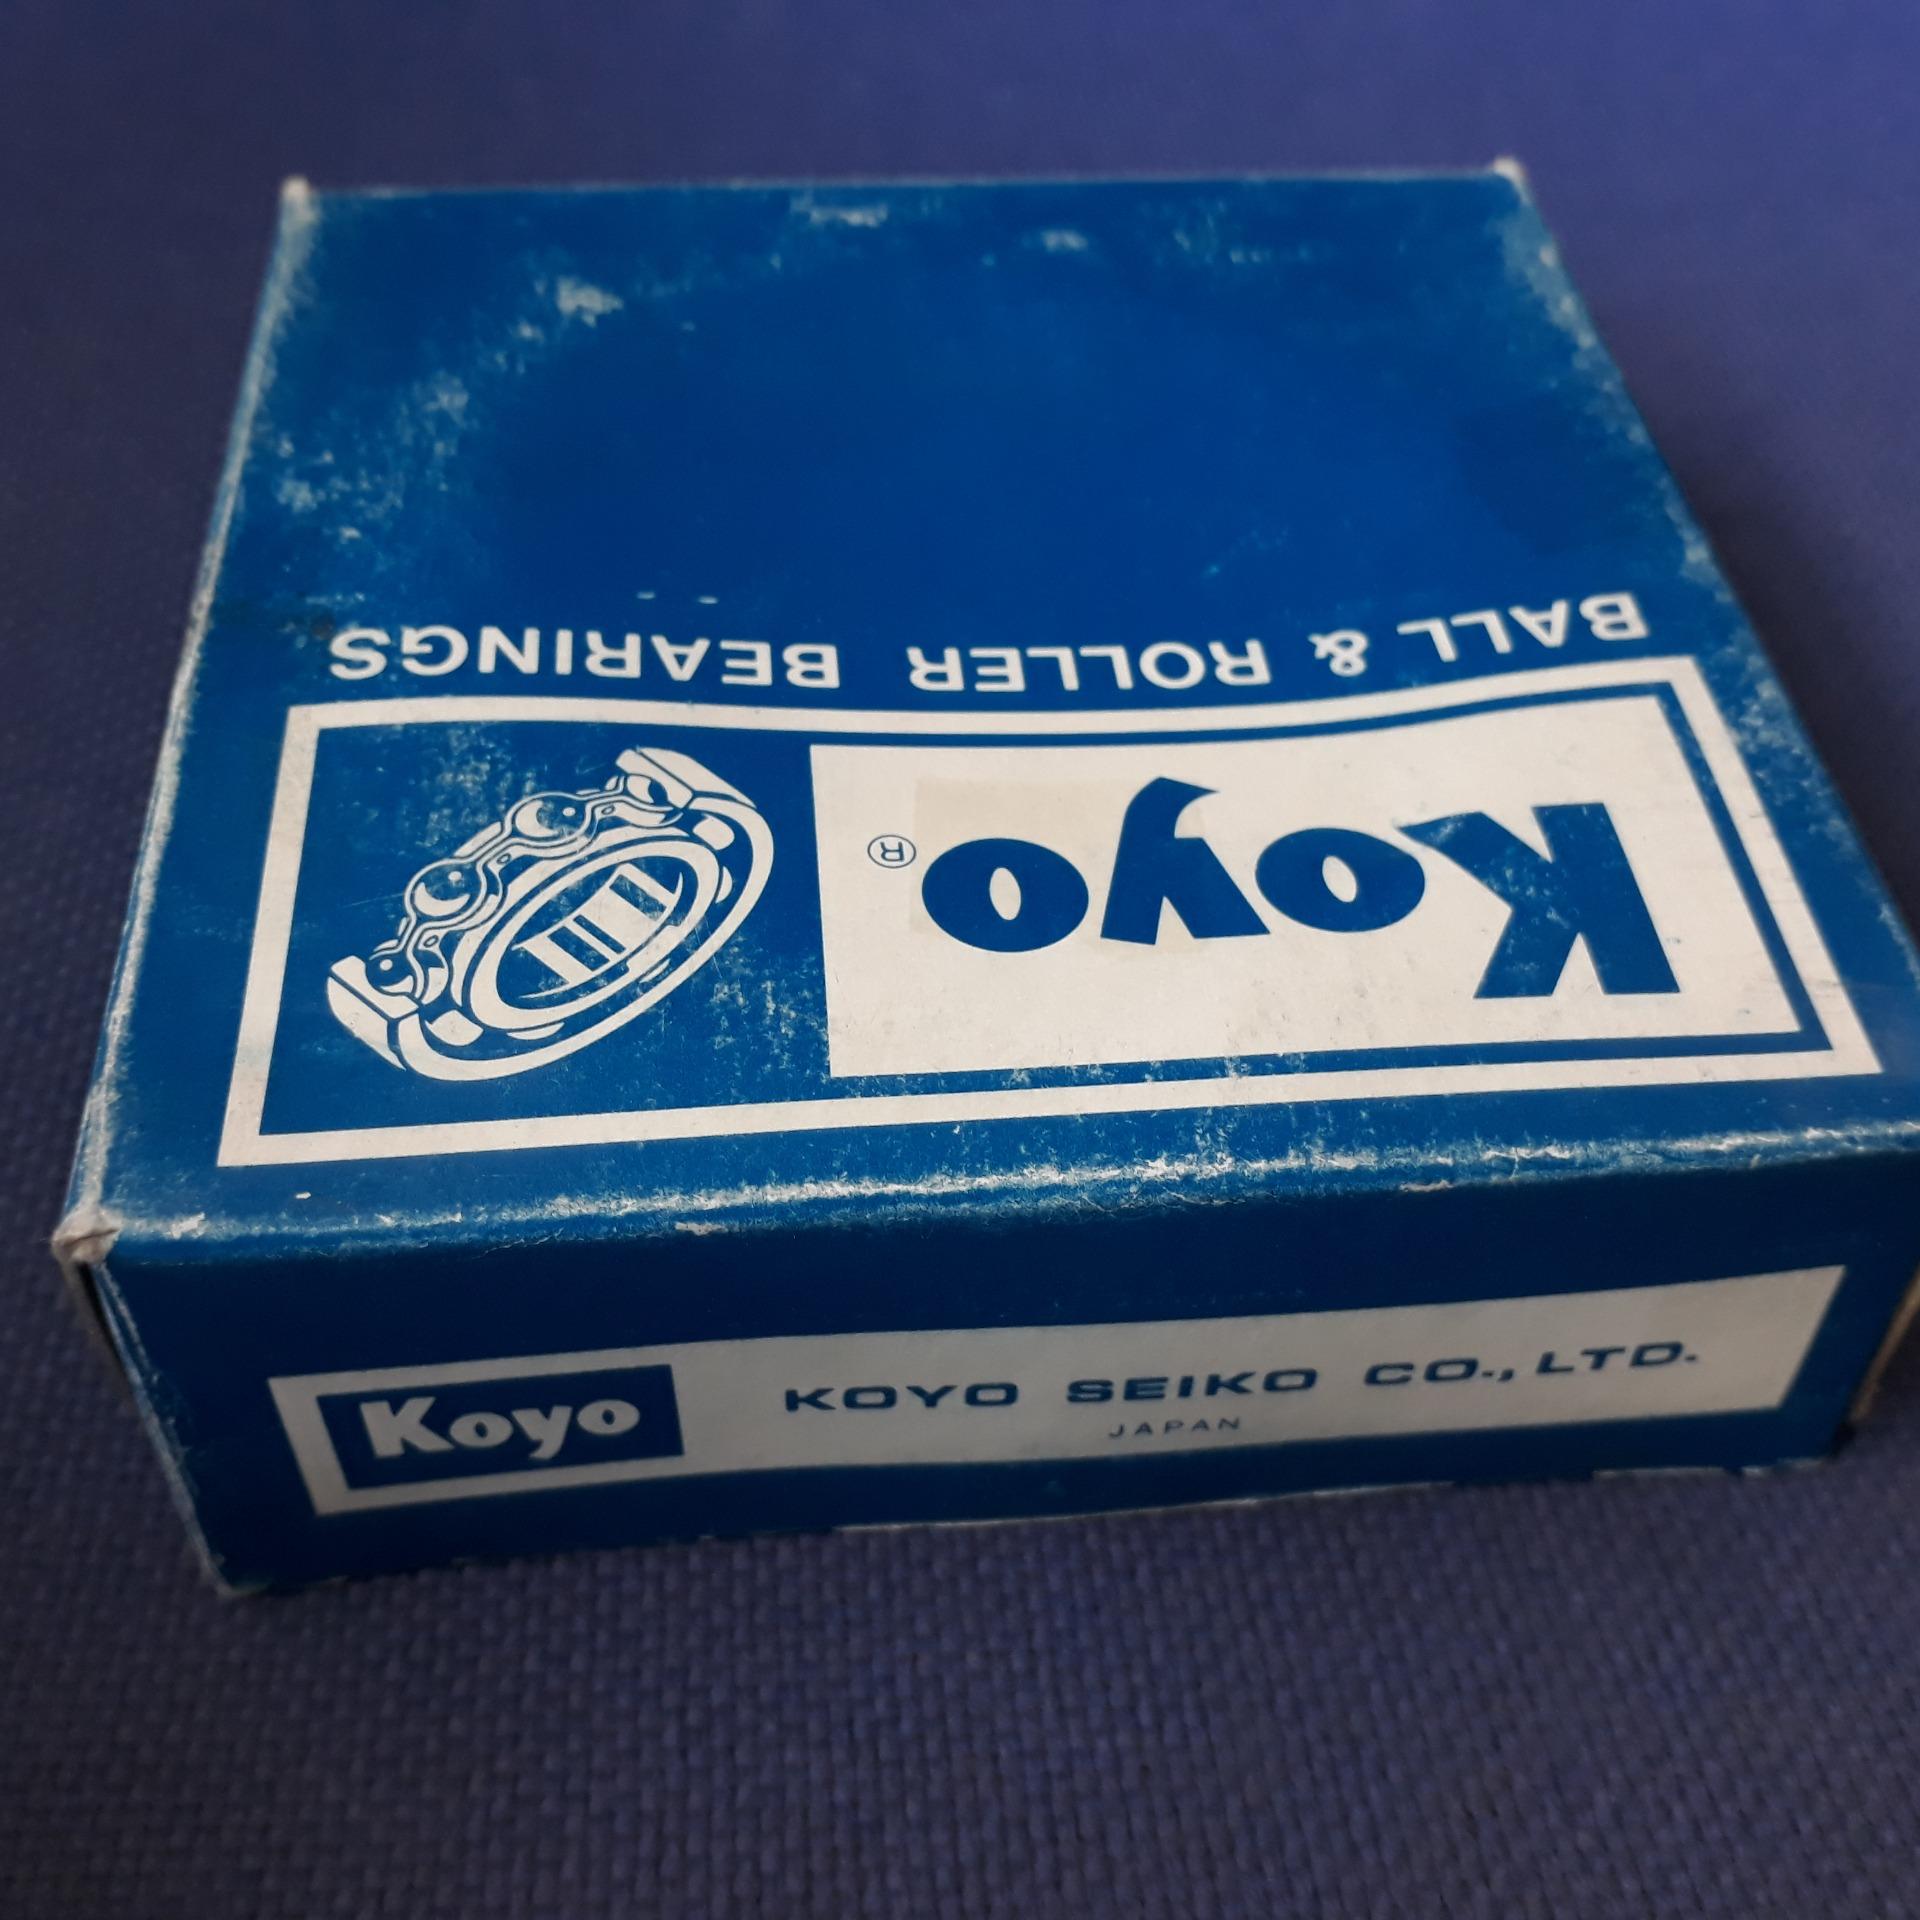 Koyo®
BALL & ROLLER BEARINGS
Koyo
KOYO SEIKO CO., LTD.
JAPAN